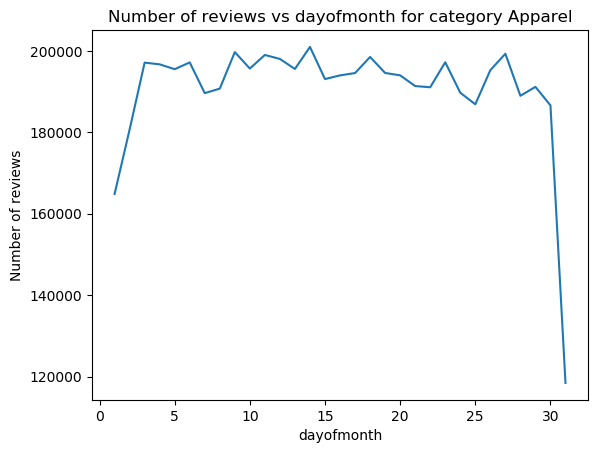 Number of reviews vs dayofmonth for category Apparel
Number of reviews
200000
180000
160000
140000
120000
0 5 10 15 20 25 30
dayofmonth